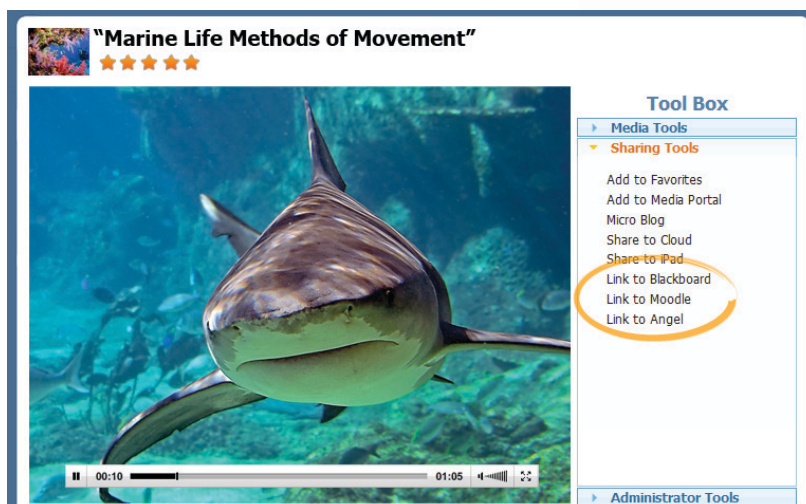 “Marine Life Methods of Movement”
Tool Box
Media Tools
Sharing Tools
Add to Favorites
Add to Media Portal
Micro Blog
Share to Cloud
Share to iPad
Link to Blackboard
Link to Moodle
Link to Angel
00:10 01:05
Administrator Tools